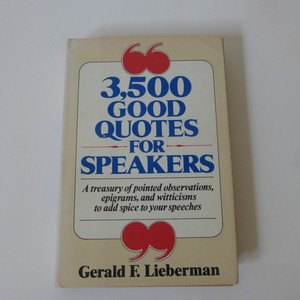 3,500
GOOD
QUOTES
FOR
SPEAKERS
A treasury of pointed observations,
epigrams, and witticisms
to add spice to your speeches
Gerald F. Lieberman